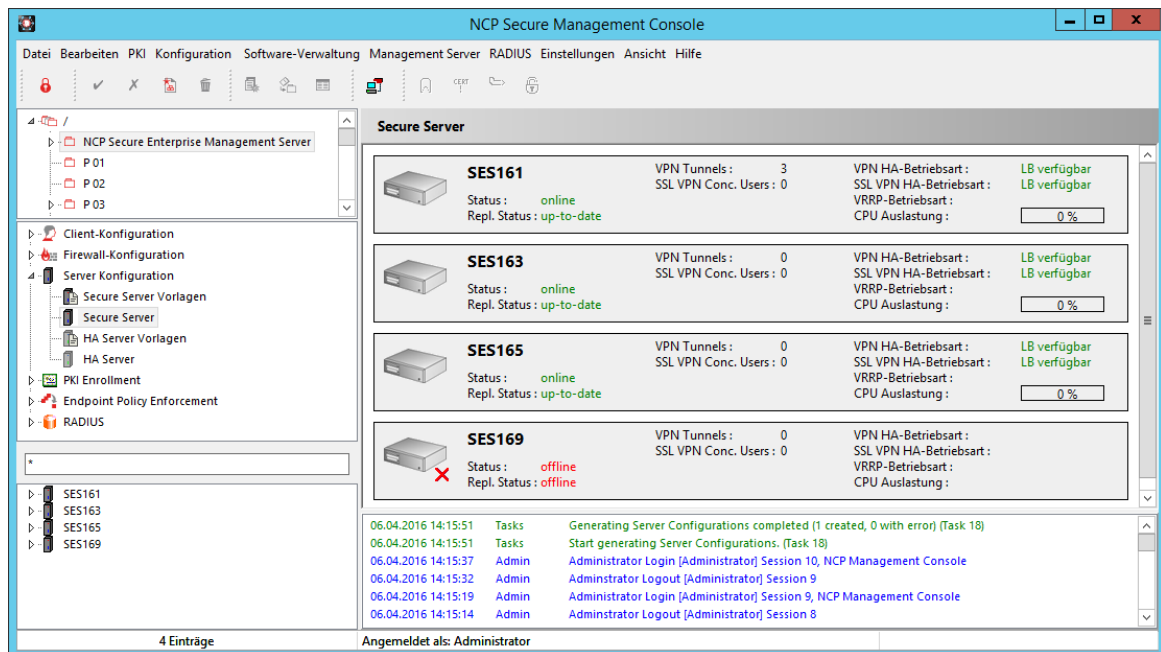 NCP Secure Management Console
Datei Bearbeiten PKI Konfiguration Software-Verwaltung Management Server RADIUS Einstellungen Ansicht Hilfe
CERT
/
NCP Secure Enterprise Management Server
P 01
P 02
P 03
Client-Konfiguration
Firewall-Konfiguration
Server Konfiguration
Secure Server Vorlagen
Secure Server
HA Server Vorlagen
HA Server
PKI Enrollment
Endpoint Policy Enforcement
RADIUS
*
SES161
SES163
SES165
SES169
Secure Server
SES161
Status : online
Repl. Status : up-to-date
VPN Tunnels : 3
SSL VPN Conc. Users : 0
VPN HA-Betriebsart : LB verfügbar
SSL VPN HA-Betriebsart : LB verfügbar
VRRP-Betriebsart :
CPU Auslastung : 0 %
SES163
Status : online
Repl. Status : up-to-date
VPN Tunnels : 0
SSL VPN Conc. Users : 0
VPN HA-Betriebsart : LB verfügbar
SSL VPN HA-Betriebsart : LB verfügbar
VRRP-Betriebsart :
CPU Auslastung : 0 %
SES165
Status : online
Repl. Status : up-to-date
VPN Tunnels : 0
SSL VPN Conc. Users : 0
VPN HA-Betriebsart : LB verfügbar
SSL VPN HA-Betriebsart : LB verfügbar
VRRP-Betriebsart :
CPU Auslastung : 0 %
SES169
Status : offline
Repl. Status : offline
VPN Tunnels : 0
SSL VPN Conc. Users : 0
VPN HA-Betriebsart :
SSL VPN HA-Betriebsart :
VRRP-Betriebsart :
CPU Auslastung :
06.04.2016 14:15:51 Tasks Generating Server Configurations completed (1 created, 0 with error) (Task 18)
06.04.2016 14:15:51 Tasks Start generating Server Configurations. (Task 18)
06.04.2016 14:15:37 Admin Administrator Login [Administrator] Session 10, NCP Management Console
06.04.2016 14:15:32 Admin Adminstrator Logout [Administrator] Session 9
06.04.2016 14:15:19 Admin Administrator Login [Administrator] Session 9, NCP Management Console
06.04.2016 14:15:14 Admin Adminstrator Logout [Administrator] Session 8
4 Einträge
Angemeldet als: Administrator